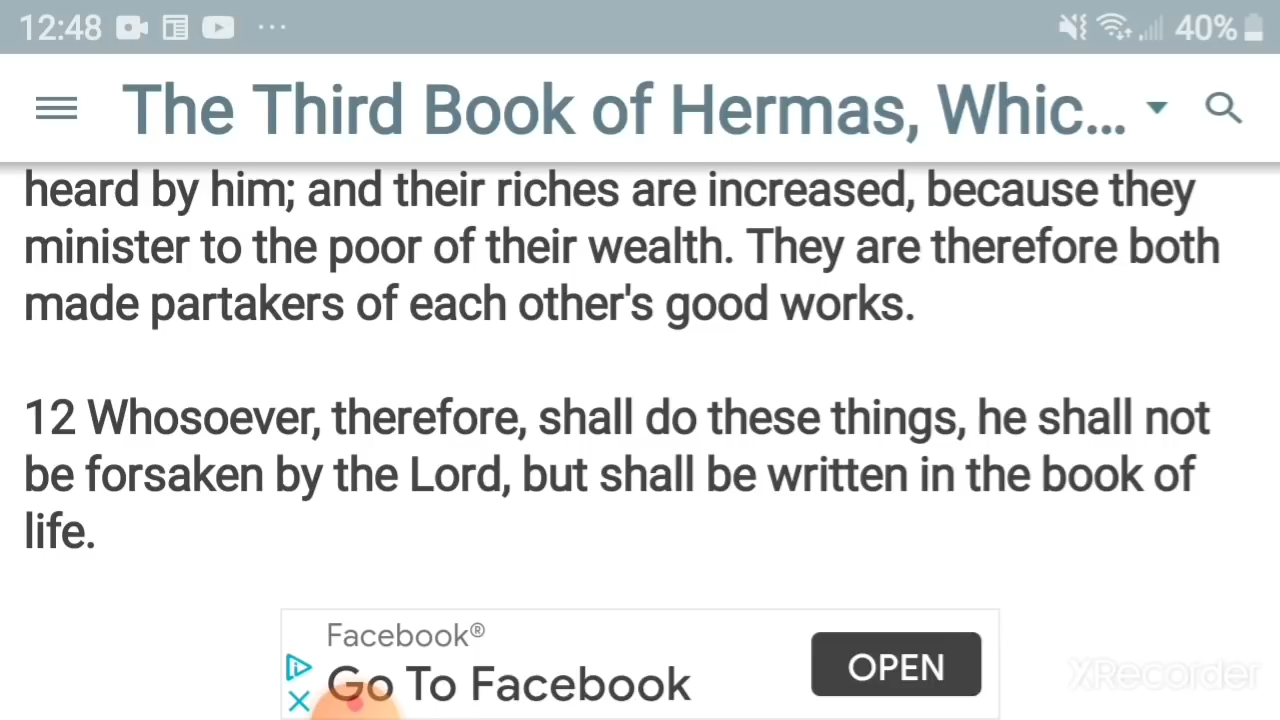 12:48 40%
The Third Book of Hermas, Whic...
heard by him; and their riches are increased, because they
minister to the poor of their wealth. They are therefore both
made partakers of each other's good works.
12 Whosoever, therefore, shall do these things, he shall not
be forsaken by the Lord, but shall be written in the book of
life.
Facebook®
Go To Facebook
OPEN
XRecorder